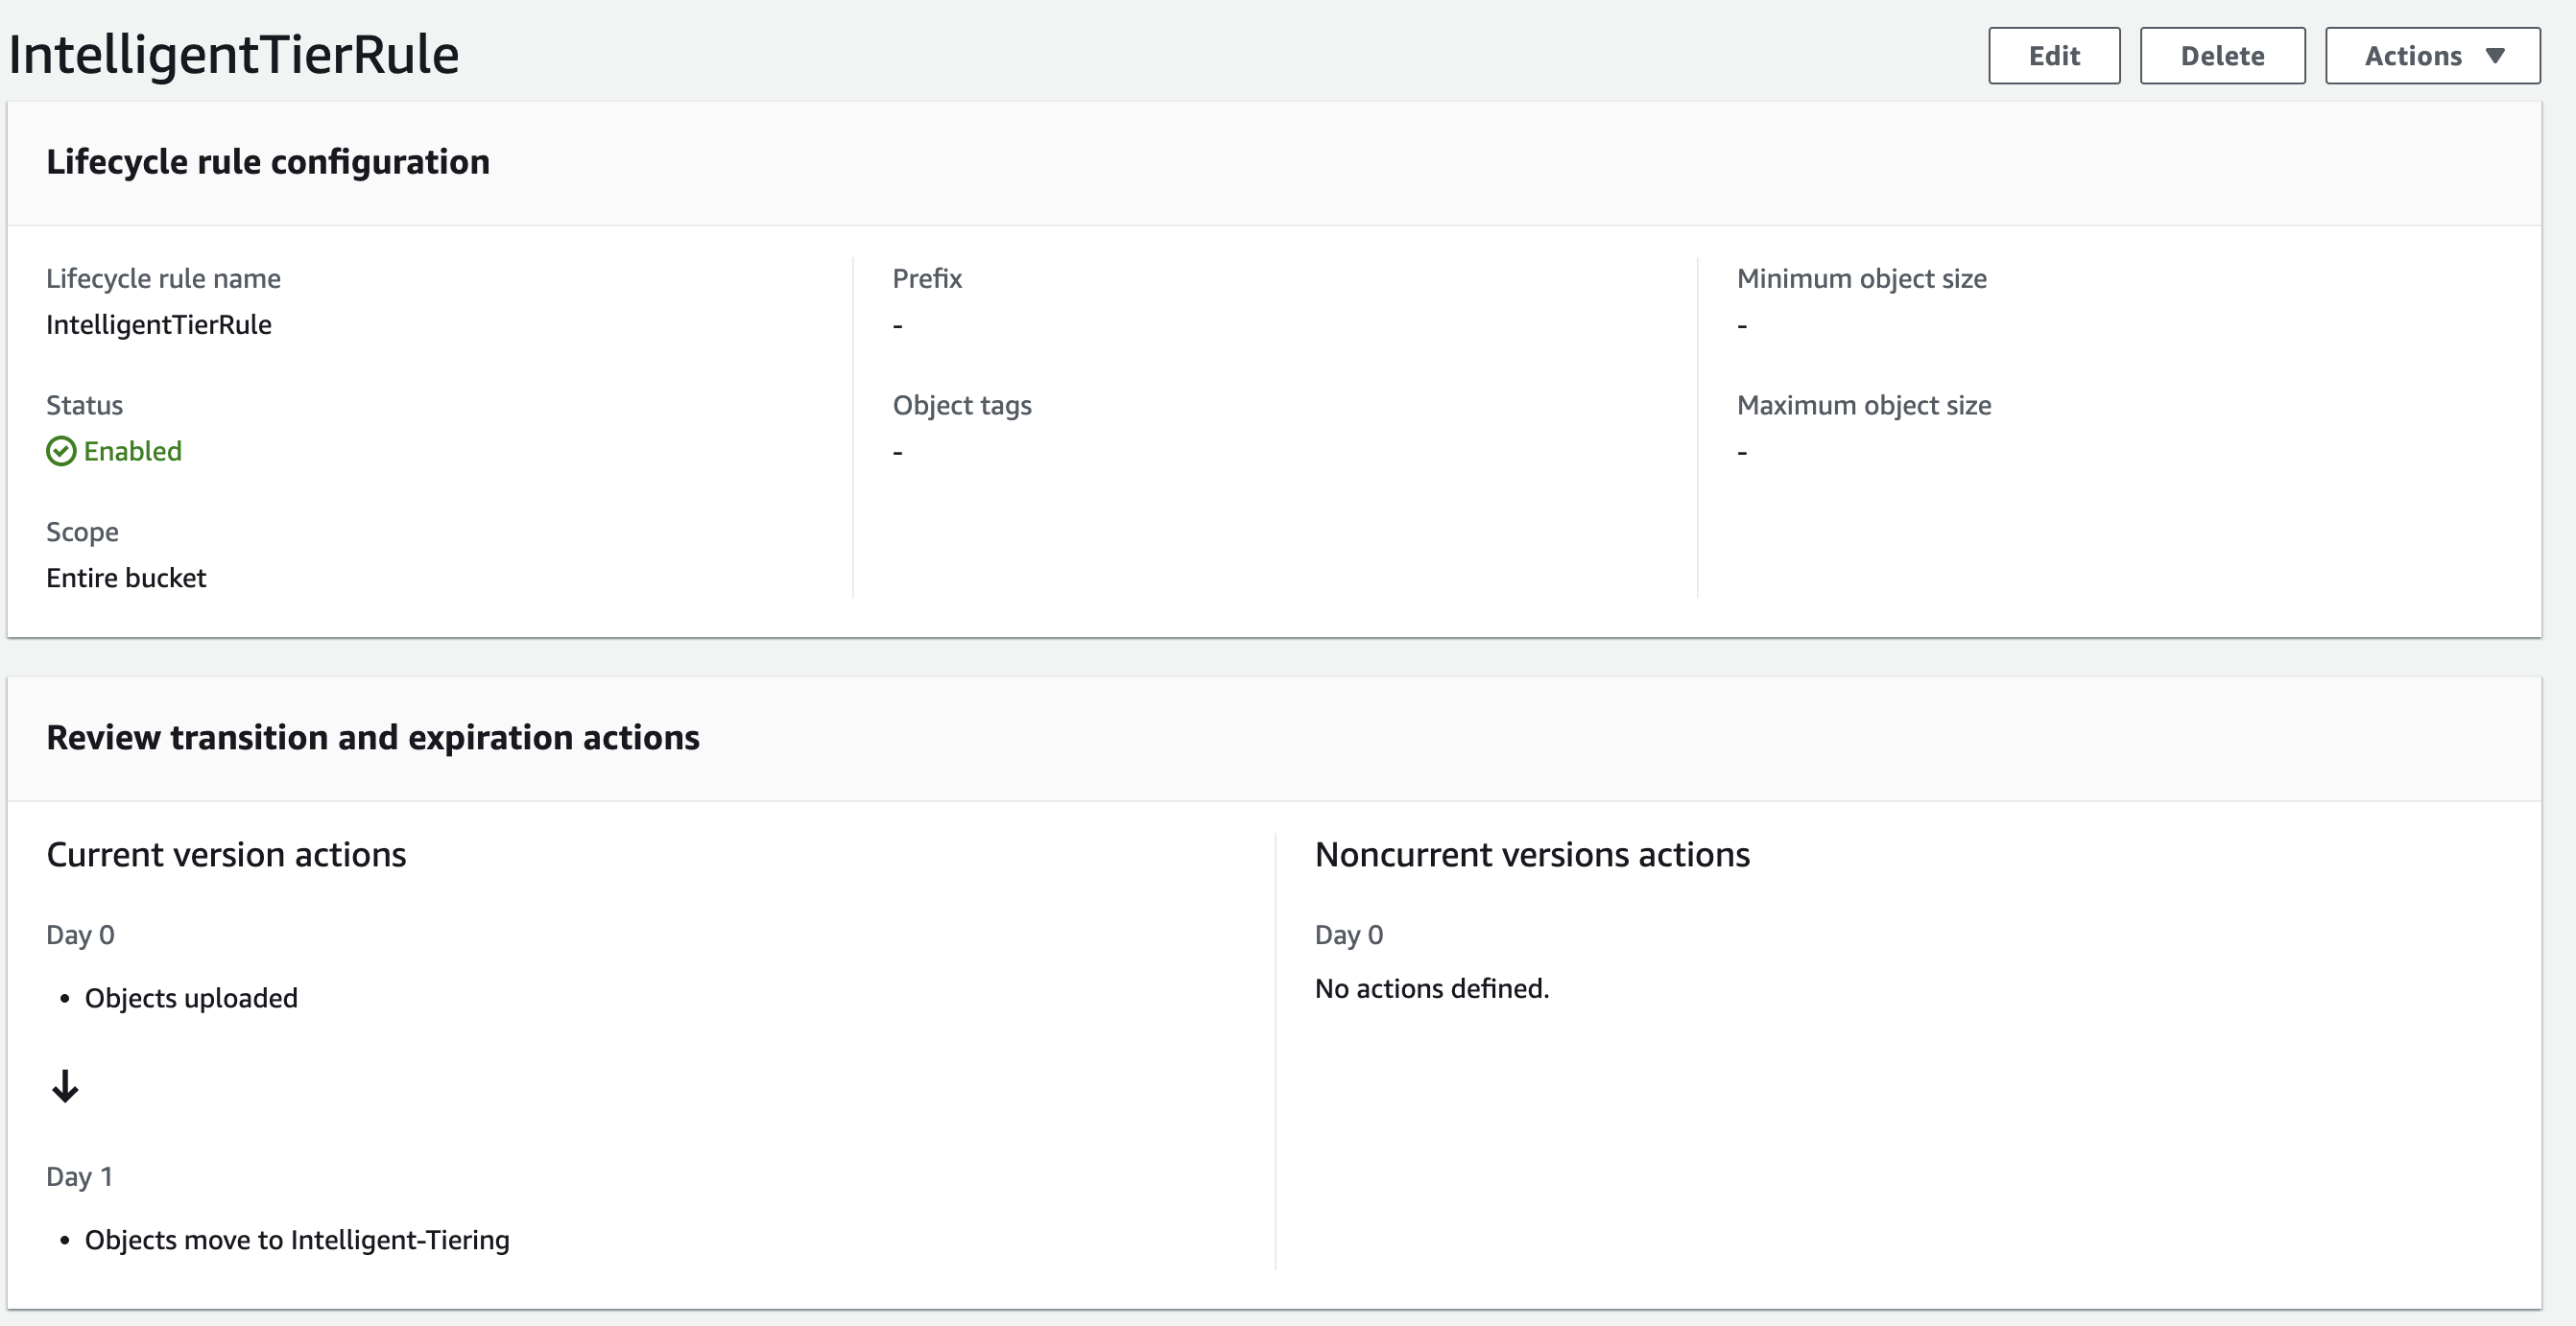 IntelligentTierRule
Edit
Delete
Actions
Lifecycle rule configuration
Lifecycle rule name
IntelligentTierRule
Status
Enabled
Scope
Entire bucket
Prefix
-
Object tags
-
Minimum object size
-
Maximum object size
-
Review transition and expiration actions
Current version actions
Day 0
• Objects uploaded
↓
Day 1
• Objects move to Intelligent-Tiering
Noncurrent versions actions
Day 0
No actions defined.